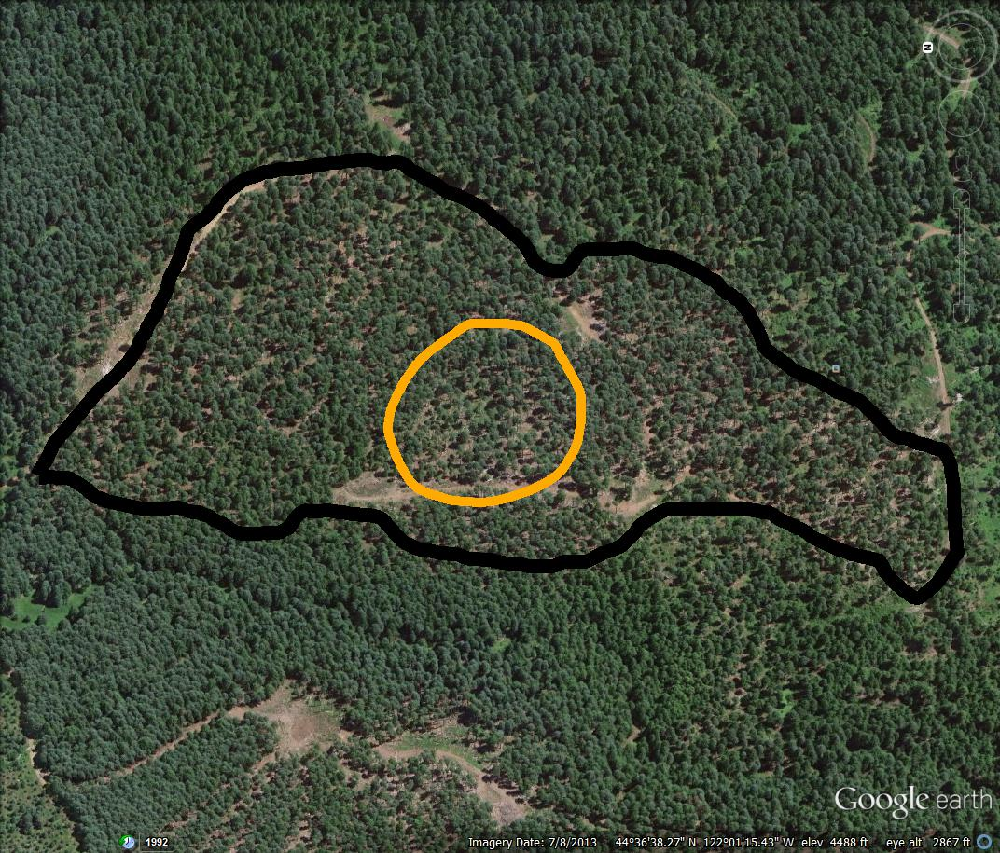 N
Google earth
1992
Imagery Date: 7/8/2013 44°36'38.27" N 122°01'15.43" W elev 4488 ft eye alt 2867 ft